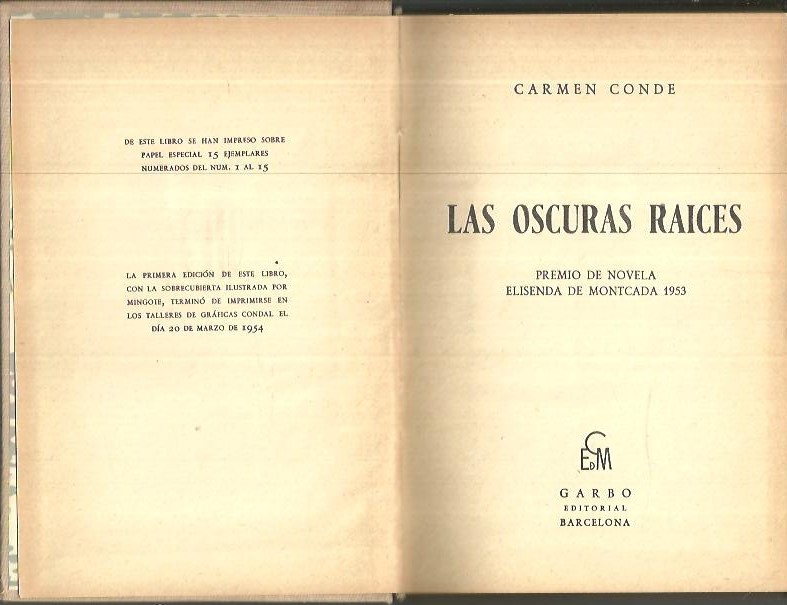 DE ESTE LIBRO SE HAN IMPRESO SOBRE
PAPEL ESPECIAL 15 EJEMPLARES
NUMERADOS DEL NUM. 1 AL 15
LA PRIMERA EDICIÓN DE ESTE LIBRO,
CON LA SOBRECUBIERTA ILUSTRADA POR
MINGOTE, TERMINÓ DE IMPRIMIRSE EN
LOS TALLERES DE GRÁFICAS CONDAL EL
DÍA 20 DE MARZO DE 1954
CARMEN CONDE
LAS OSCURAS RAICES
PREMIO DE NOVELA
ELISENDA DE MONTCADA 1953
EDCM
GARBO
EDITORIAL
BARCELONA